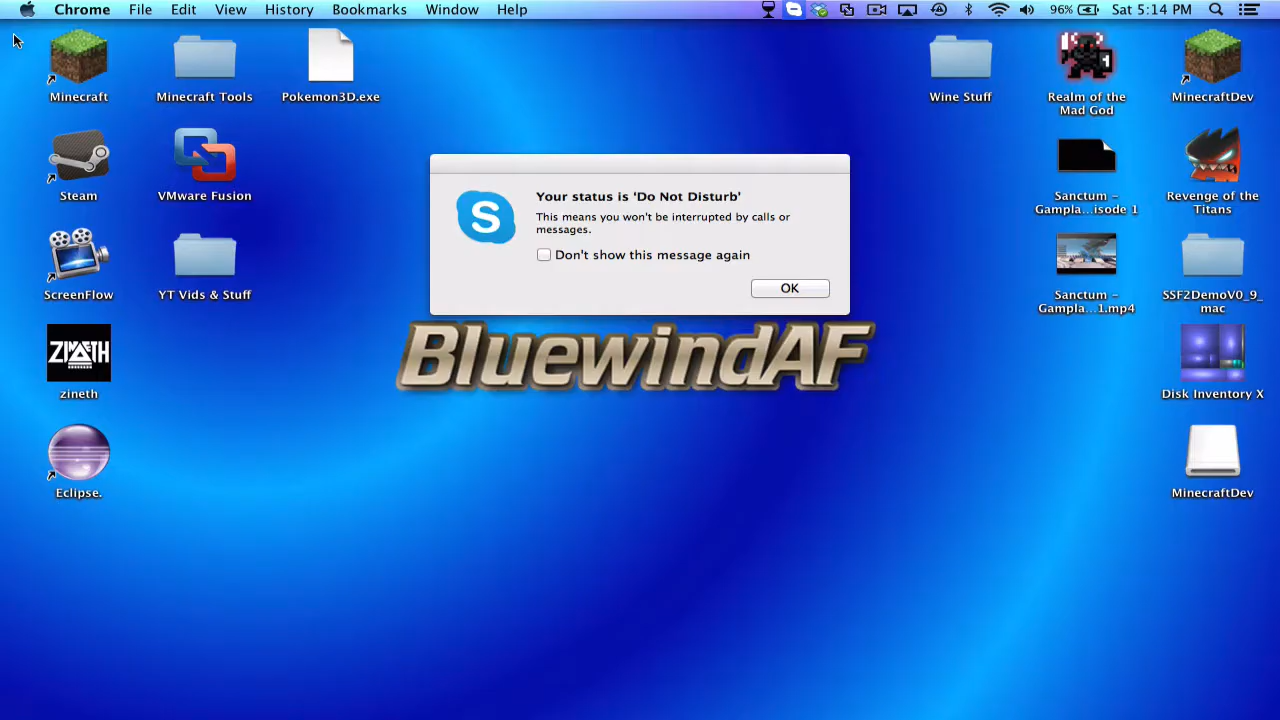 Chrome File Edit View History Bookmarks Window Help 96% Sat 5:14 PM
Minecraft
Minecraft Tools
Pokemon3D.exe
Wine Stuff
Realm of the
Mad God
MinecraftDev
Steam
VMware Fusion
Sanctum -
Gampla...isode 1
Revenge of the
Titans
Your status is 'Do Not Disturb'
This means you won't be interrupted by calls or
messages.
Don't show this message again
OK
ScreenFlow
YT Vids & Stuff
Sanctum -
Gampla...1.mp4
SSF2DemoV0_9_
mac
BluewindAF
ZINETH
zineth
Disk Inventory X
Eclipse.
MinecraftDev